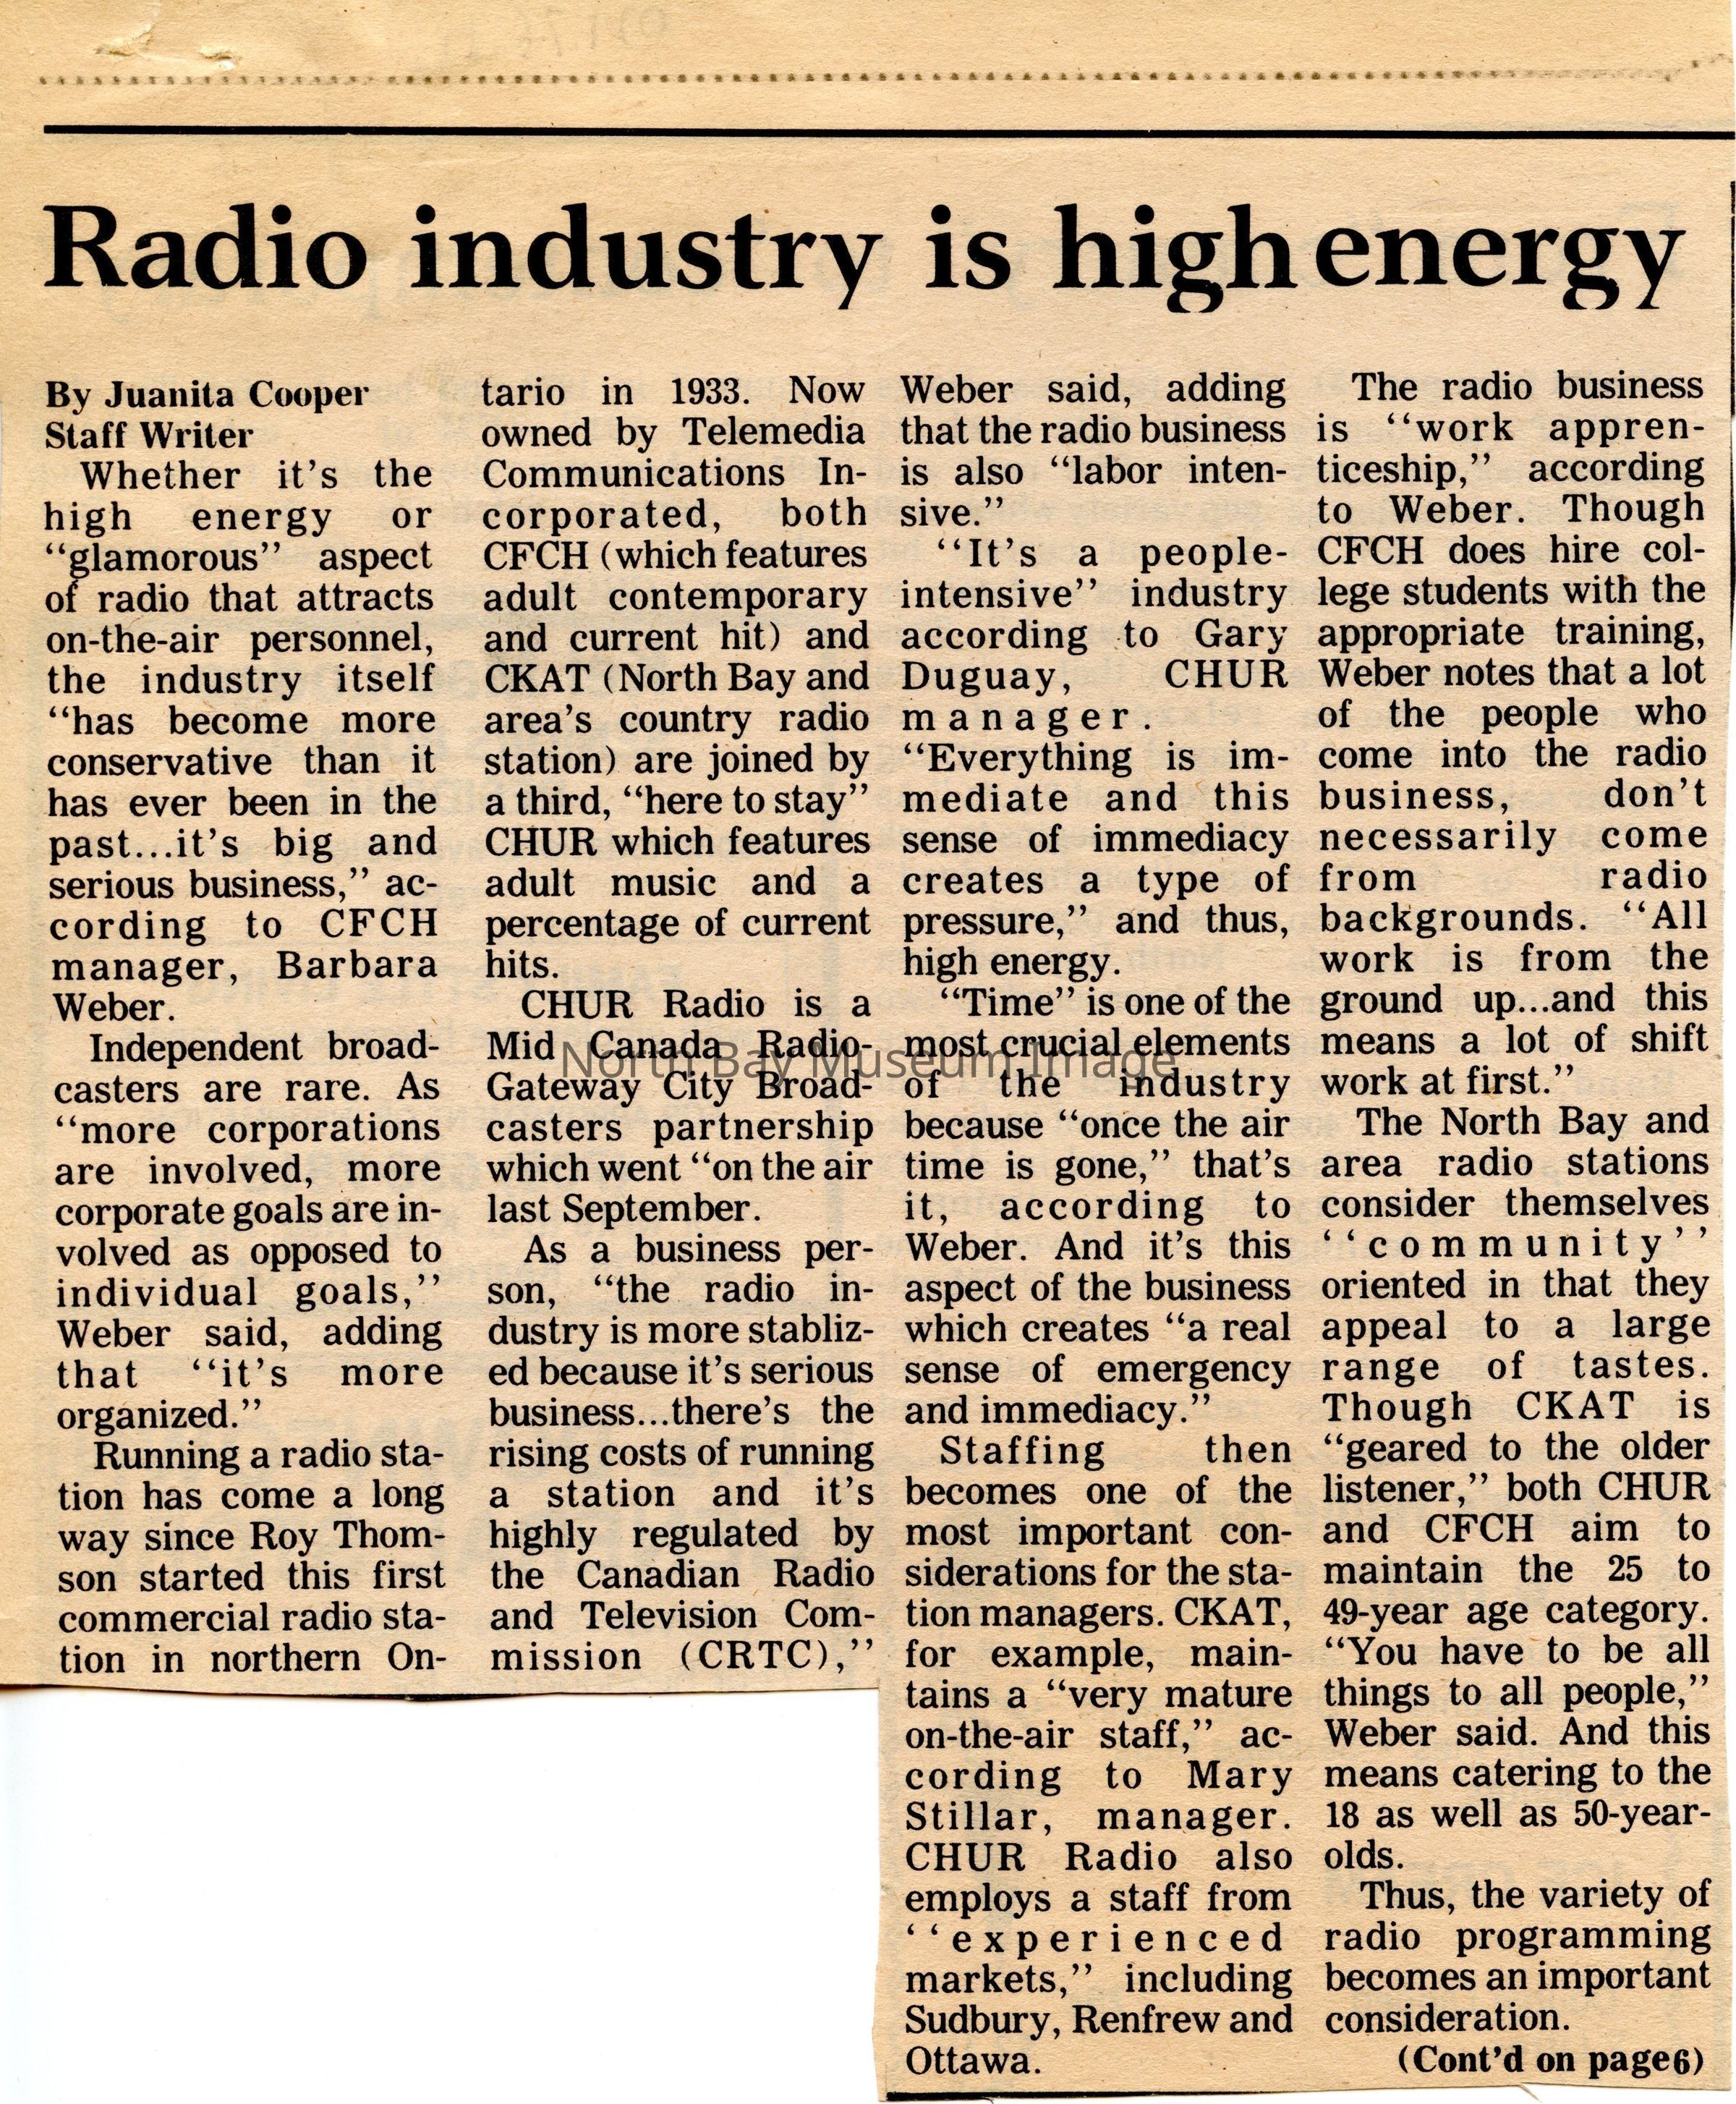 Radio industry is high energy
By Juanita Cooper
Staff Writer
Whether it's the
high energy or
“glamorous” aspect
of radio that attracts
on-the-air personnel,
the industry itself
“has become more
conservative than it
has ever been in the
past...it's big and
serious business,” ac-
cording to CFCH
manager, Barbara
Weber.
Independent broad-
casters are rare. As
“more corporations
are involved, more
corporate goals are in-
volved as opposed to
individual goals,”
Weber said, adding
that “it's more
organized.”
Running a radio sta-
tion has come a long
way since Roy Thom-
son started this first
commercial radio sta-
tion in northern On-
tario in 1933. Now
owned by Telemedia
Communications In-
corporated, both
CFCH (which features
adult contemporary
and current hit) and
CKAT (North Bay and
area's country radio
station) are joined by
a third, “here to stay”
CHUR which features
adult music and a
percentage of current
hits.
CHUR Radio is a
Mid Canada Radio-
Gateway City Broad-
casters partnership
which went “on the air
last September.
As a business per-
son, “the radio in-
dustry is more stabliz-
ed because it's serious
business...there's the
rising costs of running
a station and it's
highly regulated by
the Canadian Radio
and Television Com-
mission (CRTC),”
Weber said, adding
that the radio business
is also “labor inten-
sive.”
“It's a people-
intensive” industry
according to Gary
Duguay, CHUR
manager.
“Everything is im-
mediate and this
sense of immediacy
creates a type of
pressure,” and thus,
high energy.
“Time” is one of the
most crucial elements
of the industry
because “once the air
time is gone,” that's
it, according to
Weber. And it's this
aspect of the business
which creates “a real
sense of emergency
and immediacy.”
Staffing then
becomes one of the
most important con-
siderations for the sta-
tion managers. CKAT,
for example, main-
tains a “very mature
on-the-air staff,” ac-
cording to Mary
Stillar, manager.
CHUR Radio also
employs a staff from
“experienced
markets,” including
Sudbury, Renfrew and
Ottawa.
The radio business
is “work appren-
ticeship,” according
to Weber. Though
CFCH does hire col-
lege students with the
appropriate training,
Weber notes that a lot
of the people who
come into the radio
business, don't
necessarily come
from radio
backgrounds. “All
work is from the
ground up...and this
means a lot of shift
work at first.”
The North Bay and
area radio stations
consider themselves
“community”
oriented in that they
appeal to a large
range of tastes.
Though CKAT is
“geared to the older
listener,” both CHUR
and CFCH aim to
maintain the 25 to
49-year age category.
“You have to be all
things to all people,”
Weber said. And this
means catering to the
18 as well as 50-year-
olds.
Thus, the variety of
radio programming
becomes an important
consideration.
(Cont'd on page6)
North Bay Museum Image